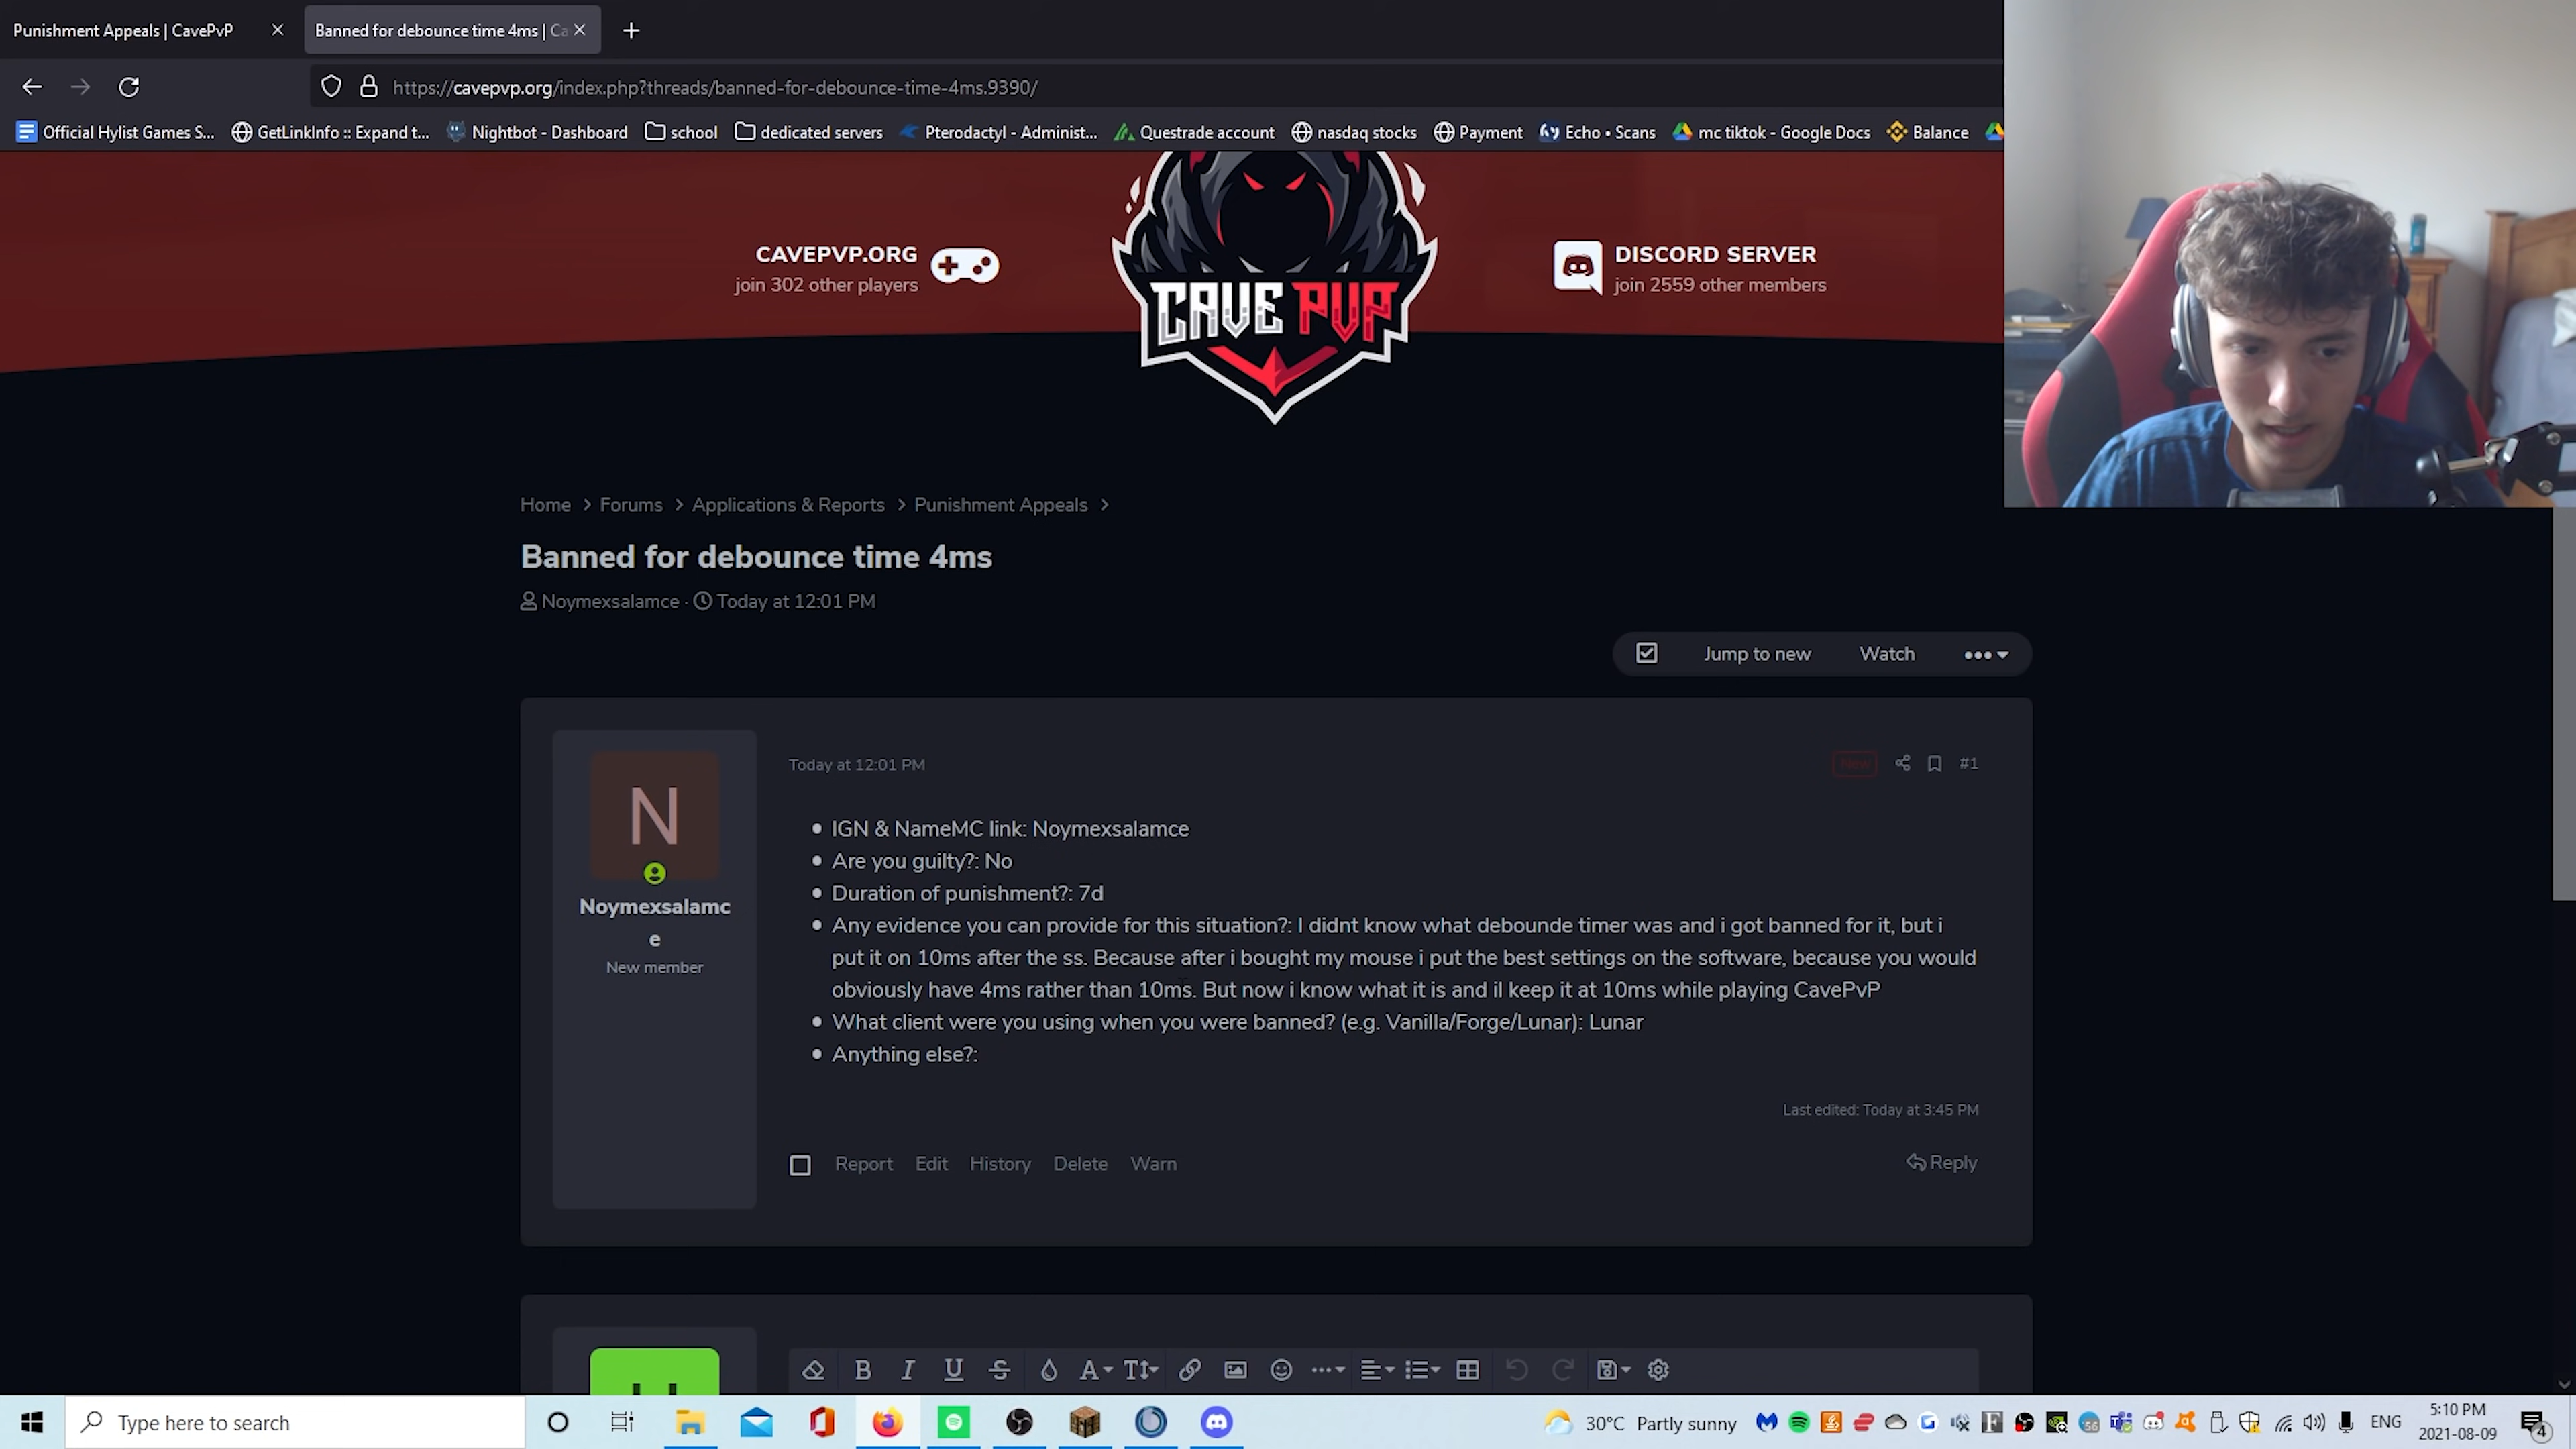 Punishment Appeals | CavePvP
Banned for debounce time 4ms | Ca
https://cavepvp.org/index.php?threads/banned-for-debounce-time-4ms.9390/
Official Hylist Games S...
GetLinkInfo :: Expand t...
Nightbot - Dashboard
school
dedicated servers
Pterodactyl - Administ...
Questrade account
nasdaq stocks
Payment
Echo • Scans
mc tiktok - Google Docs
Balance
CAVEPVP.ORG
join 302 other players
CAVE PVP
DISCORD SERVER
join 2559 other members
Home > Forums > Applications & Reports > Punishment Appeals >
Banned for debounce time 4ms
Noymexsalamce · Today at 12:01 PM
Jump to new Watch •••
N
Noymexsalamc
e
New member
Today at 12:01 PM
New
#1
• IGN & NameMC link: Noymexsalamce
• Are you guilty?: No
• Duration of punishment?: 7d
• Any evidence you can provide for this situation?: I didnt know what debounde timer was and i got banned for it, but i
put it on 10ms after the ss. Because after i bought my mouse i put the best settings on the software, because you would
obviously have 4ms rather than 10ms. But now i know what it is and il keep it at 10ms while playing CavePvP
• What client were you using when you were banned? (e.g. Vanilla/Forge/Lunar): Lunar
• Anything else?:
Last edited: Today at 3:45 PM
Report Edit History Delete Warn
Reply
B I U S A T
Type here to search
30°C Partly sunny
56
ENG
5:10 PM
2021-08-09
4